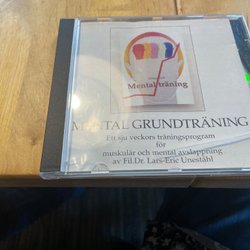 Mental träning
MENTAL GRUNDTRÄNING
Ett sju veckors träningsprogram
för
muskulär och mental avslappning
av Fil.Dr. Lars-Eric Uneståhl